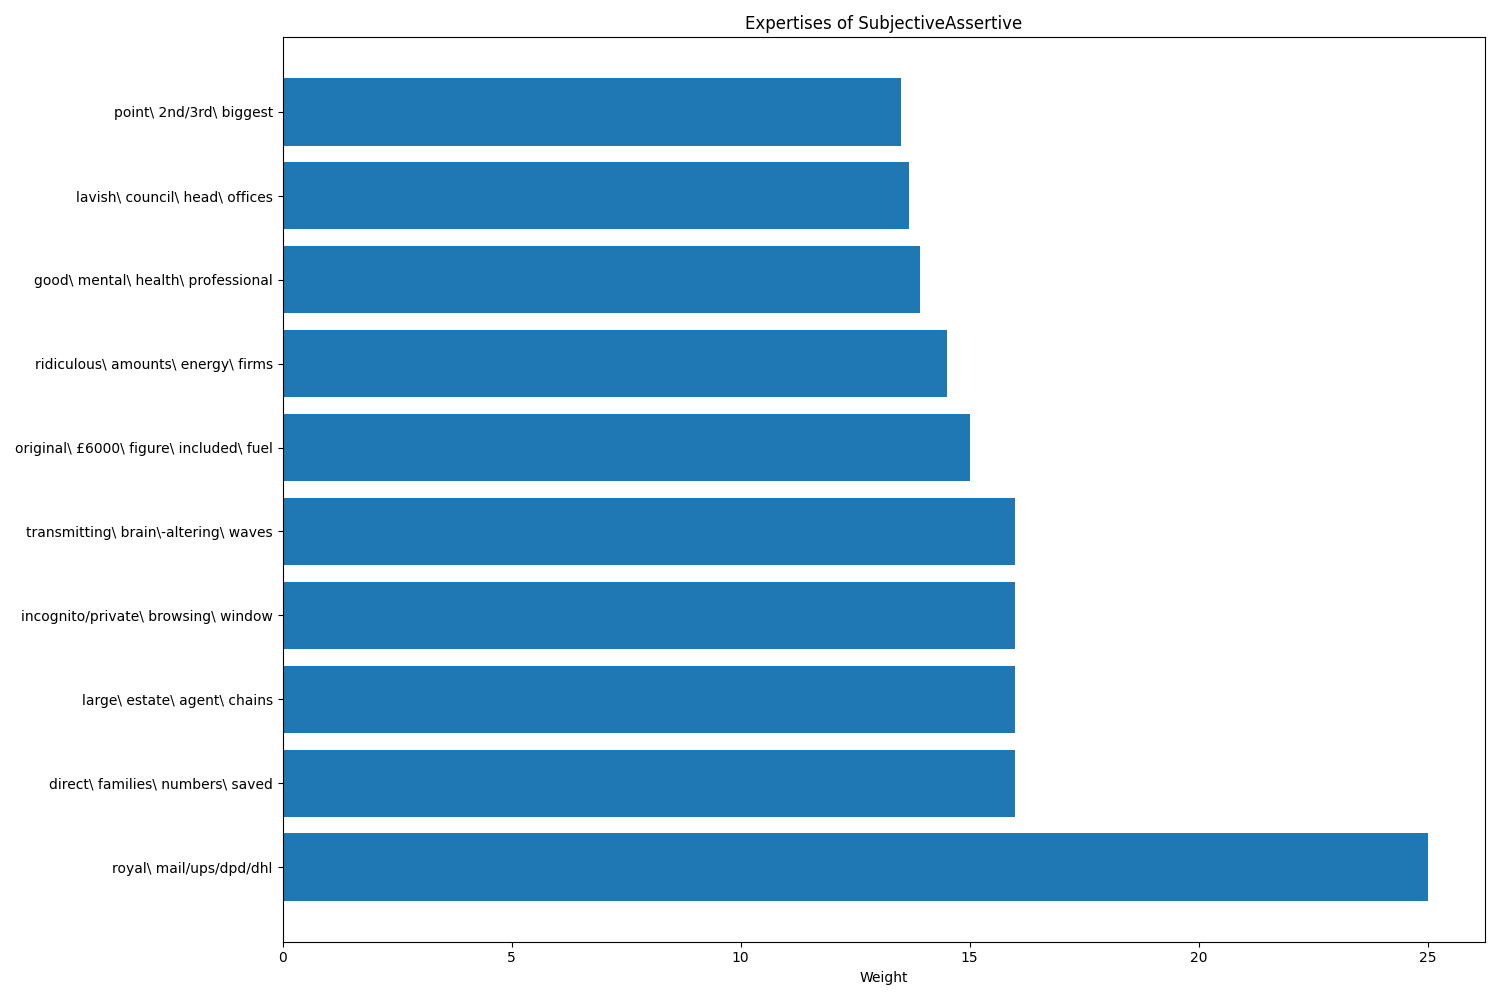 Expertises of SubjectiveAssertive
point\ 2nd/3rd\ biggest
lavish\ council\ head\ offices
good\ mental\ health\ professional
ridiculous\ amounts\ energy\ firms
original\ £6000\ figure\ included\ fuel
transmitting\ brain\-altering\ waves
incognito/private\ browsing\ window
large\ estate\ agent\ chains
direct\ families\ numbers\ saved
royal\ mail/ups/dpd/dhl
0 5 10 15 20 25
Weight